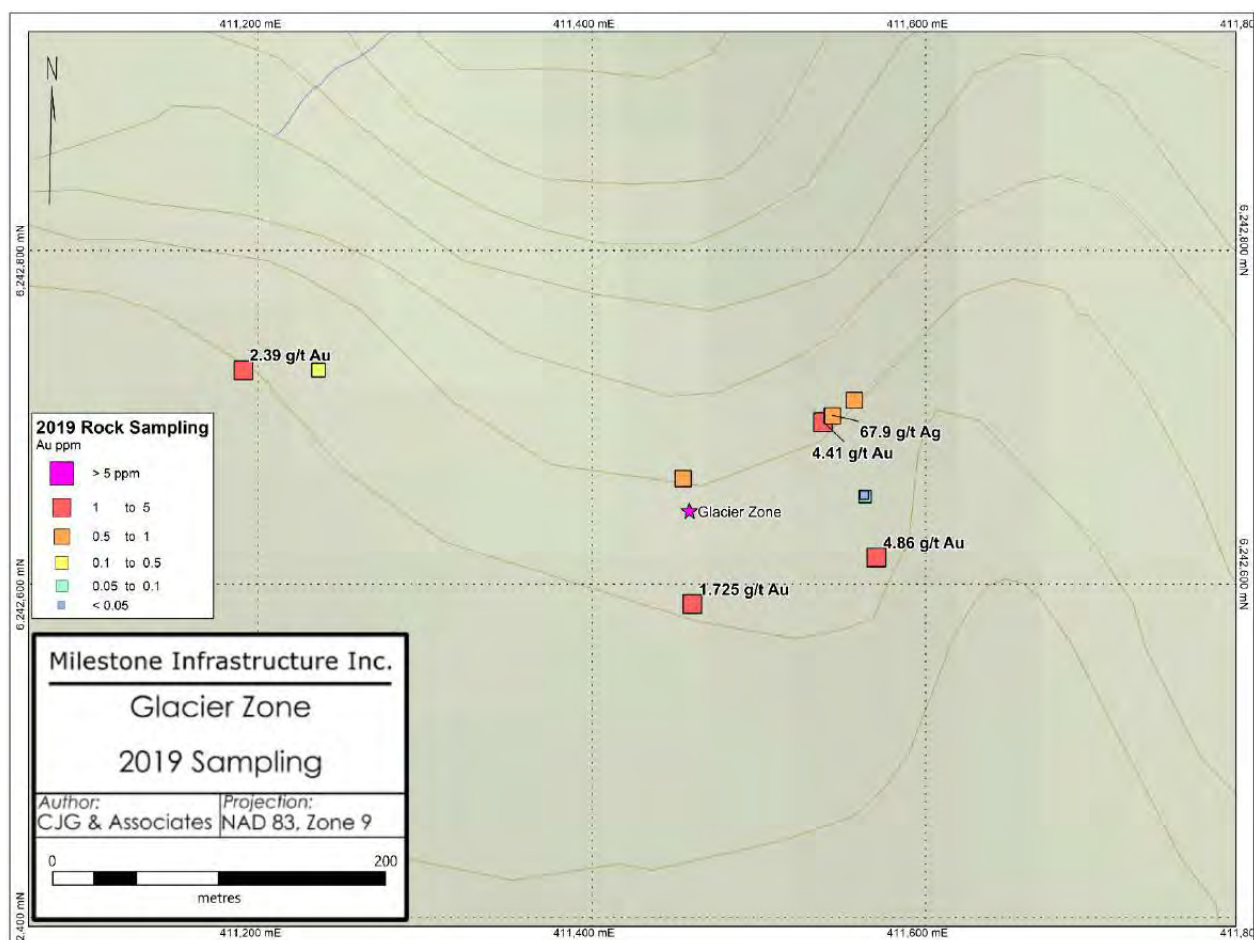 411,200 mE
411,400 mE
411,600 mE
411,80
N
6,242,800 mN
6,242,800 mN
2.39 g/t Au
2019 Rock Sampling
Au ppm
> 5 ppm
1 to 5
0.5 to 1
0.1 to 0.5
0.05 to 0.1
< 0.05
67.9 g/t Ag
4.41 g/t Au
Glacier Zone
4.86 g/t Au
6,242,600 mN
6,242,600 mN
1.725 g/t Au
Milestone Infrastructure Inc.
Glacier Zone
2019 Sampling
Author:
CJG & Associates
Projection:
NAD 83, Zone 9
0
200
metres
2,400 mN
411,200 mE
411,400 mE
411,600 mE
411,80